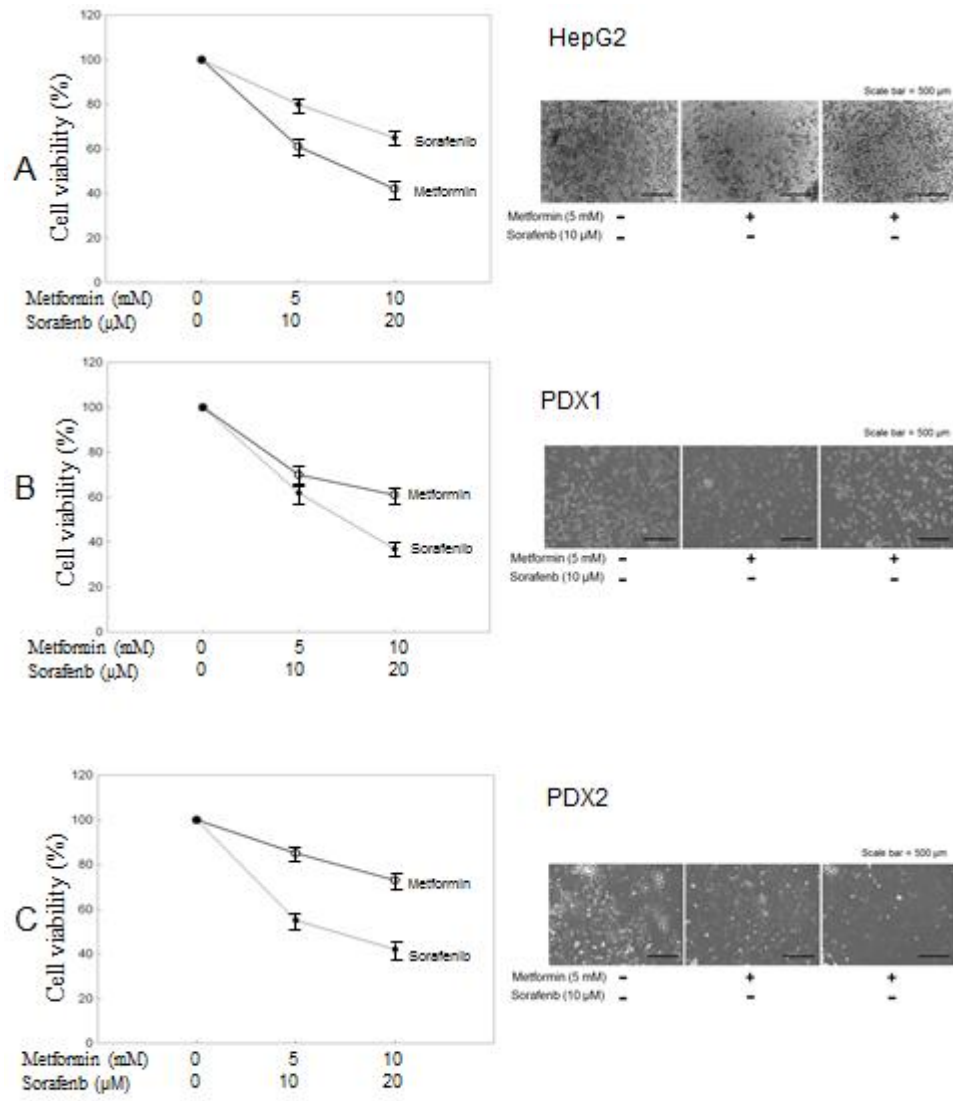 HepG2
Scale bar = 500 µm
120
100
80
60
40
20
0
Cell viability (%)
A
Sorafenib
Metformin
Metformin (mM) 0 5 10
Sorafenb (µM) 0 10 20
Metformin (5 mM) - + +
Sorafenb (10 µM) - - -
PDX1
Scale bar = 500 µm
120
100
80
60
40
20
0
Cell viability (%)
B
Metformin
Sorafenib
Metformin (mM) 0 5 10
Sorafenb (µM) 0 10 20
Metformin (5 mM) - + +
Sorafenb (10 µM) - - -
PDX2
Scale bar = 500 µm
120
100
80
60
40
20
0
Cell viability (%)
C
Metformin
Sorafenib
Metformin (mM) 0 5 10
Sorafenb (µM) 0 10 20
Metformin (5 mM) - + +
Sorafenb (10 µM) - - -